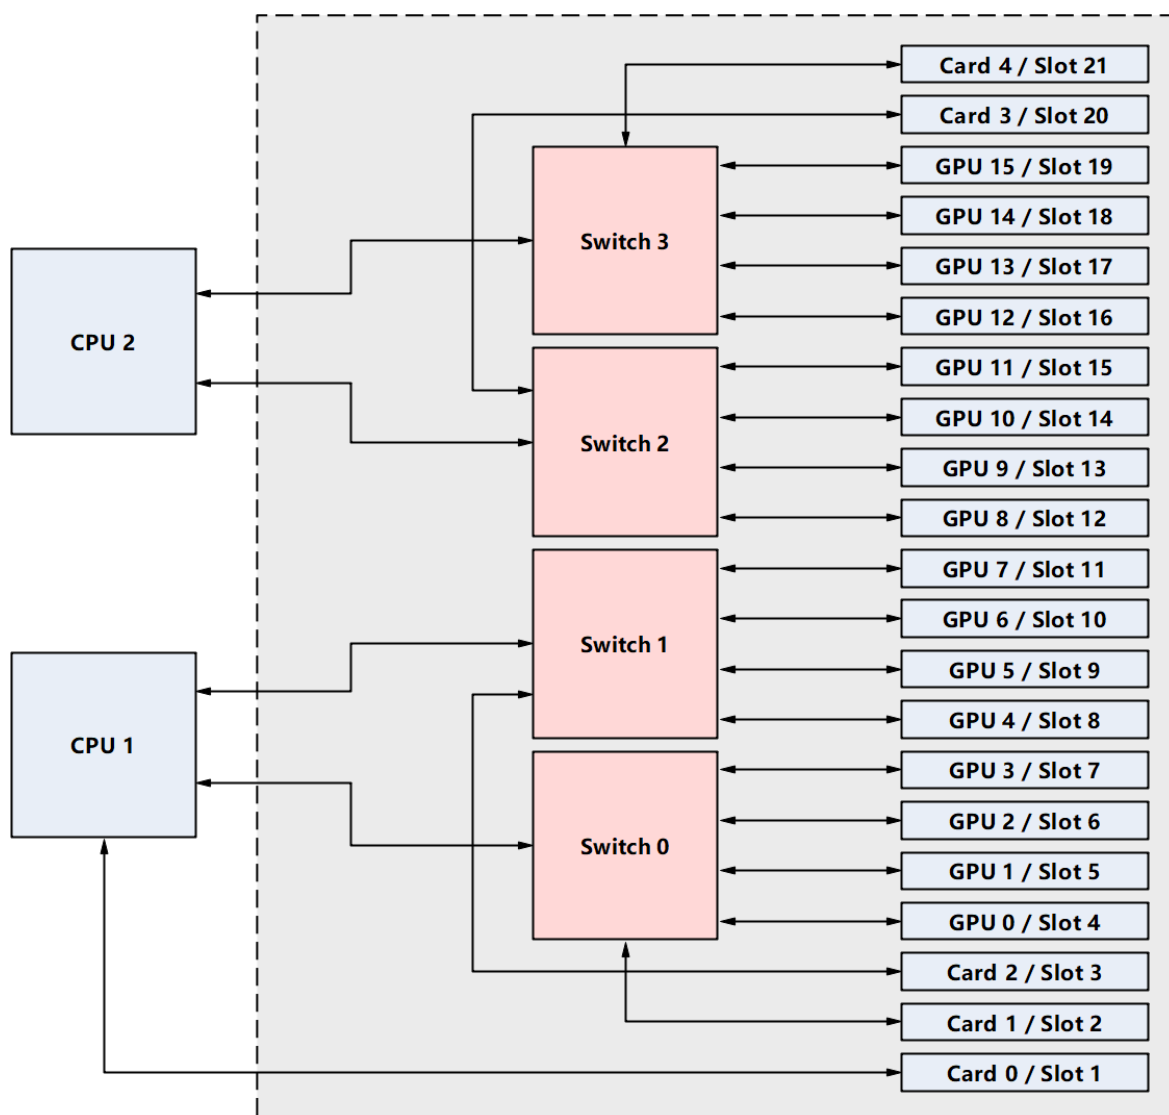 Card 4 / Slot 21
Card 3 / Slot 20
GPU 15 / Slot 19
GPU 14 / Slot 18
Switch 3
GPU 13 / Slot 17
GPU 12 / Slot 16
CPU 2
GPU 11 / Slot 15
GPU 10 / Slot 14
Switch 2
GPU 9 / Slot 13
GPU 8 / Slot 12
GPU 7 / Slot 11
GPU 6 / Slot 10
Switch 1
GPU 5 / Slot 9
GPU 4 / Slot 8
CPU 1
GPU 3 / Slot 7
GPU 2 / Slot 6
Switch 0
GPU 1 / Slot 5
GPU 0 / Slot 4
Card 2 / Slot 3
Card 1 / Slot 2
Card 0 / Slot 1